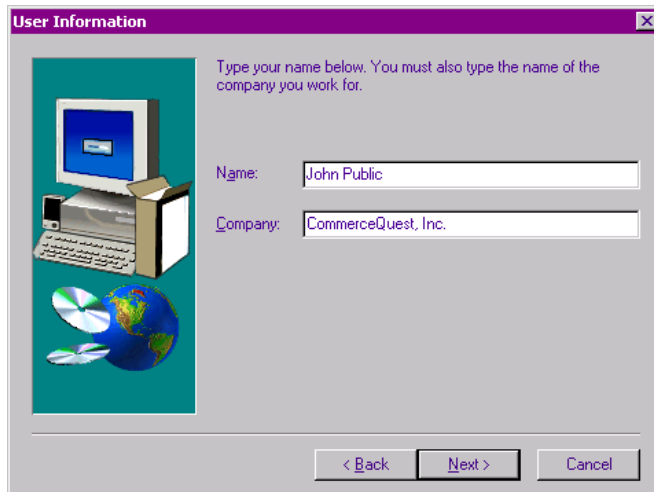 User Information
Type your name below. You must also type the name of the
company you work for.
Name: John Public
Company: CommerceQuest, Inc.
< Back Next > Cancel